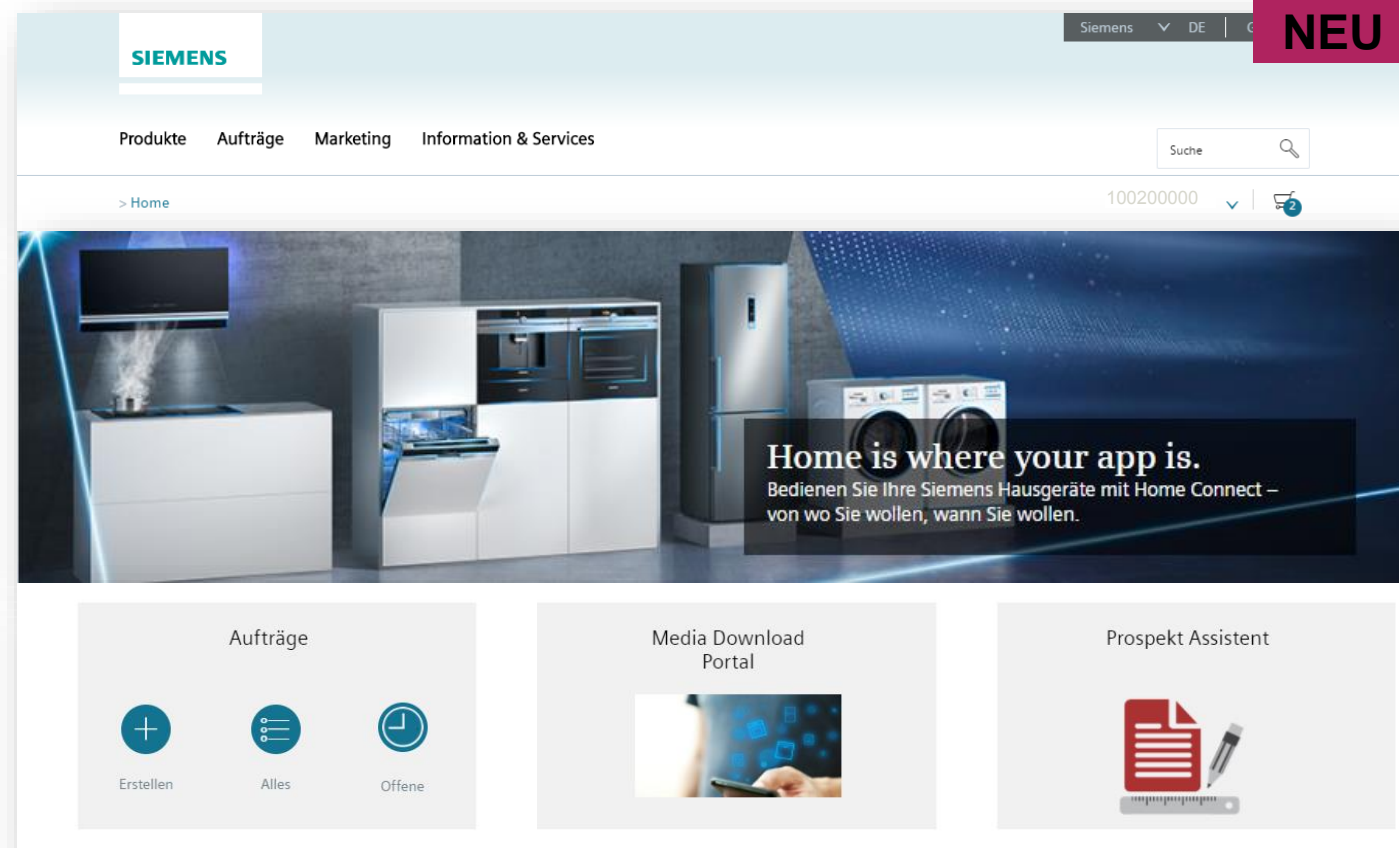 Siemens DE
NEU
SIEMENS
Produkte Aufträge Marketing Information & Services
Suche
> Home
100200000
2
Home is where your app is.
Bedienen Sie Ihre Siemens Hausgeräte mit Home Connect –
von wo Sie wollen, wann Sie wollen.
Aufträge
Erstellen Alles Offene
Media Download
Portal
Prospekt Assistent